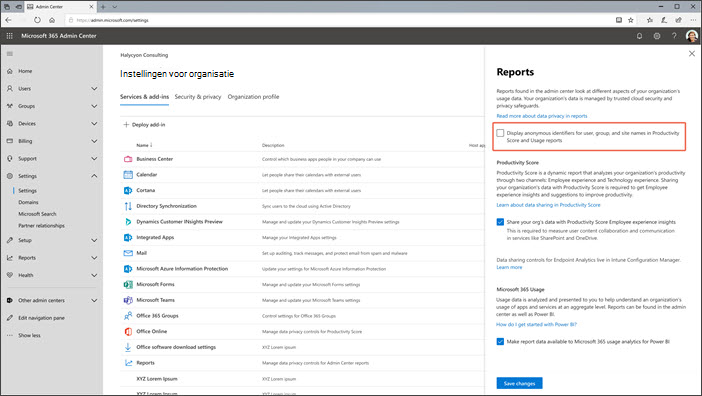 Admin Center
https://admin.microsoft.com/settings
Microsoft 365 Admin Center
Home
Users
Groups
Devices
Billing
Support
Settings
Settings
Domains
Microsoft Search
Partner relationships
Setup
Reports
Health
Other admin centers
Edit navigation pane
Show less
Halycyon Consulting
Instellingen voor organisatie
Services & add-ins Security & privacy Organization profile
Deploy add-in
Name Desciption Host app
Business Center Control which business apps people in your company can use.
Calendar Let people share their calendars with external users
Cortana Let people share their calendars with external users
Directory Synchronization Sync users to the cloud using Active Directory
Dynamics Customer INsights Preview Manage and update your Dynamics Customer Insights settings
Integrated Apps Manage and update your Integrated Apps settings
Mail Set up auditing, track messages, and protect email from spam and malware
Microsoft Azure Information Protection Update your settings for Microsoft Azure Information Protection
Microsoft Forms Manage and update your Microsoft Forms settings
Microsoft Teams Manage and update your Microsoft Teams settings
Office 365 Groups Control settings for Office 365 Groups
Office Online Manage data privacy controls for Productivity Score
Office software download settings XYZ Lorem ipsum
Reports Manage data privacy controls for Admin Center reports
XYZ Lorem Ipsum XYZ Lorem ipsum
XYZ Lorem Ipsum XYZ Lorem ipsum
Reports
Reports found in the admin center look at different aspects of your organization's
usage data. Your organization's data is managed by trusted cloud security and
privacy safeguards.
Read more about data privacy in reports
Display anonymous identifiers for user, group, and site names in Productivity
Score and Usage reports
Productivity Score
Productivity Score is a dynamic report that analyzes your organization's productivity
through two channels: Employee experience and Technology experience. Sharing
your organization's data with Productivity Score is required to get Employee
experience insights and suggestions to improve productivity.
Learn about data sharing in Productivity Score
Share your org's data with Productivity Score Employee experience insights
This is required to measure user content collaboration and communication
in services like SharePoint and OneDrive.
Data sharing controls for Endpoint Analytics live in Intune Configuration Manager.
Learn more
Microsoft 365 Usage
Usage data is analyzed and presented to you to help understand an organization's
usage of apps and services at an aggregate level. Reports can be found in the admin
center as well as Power BI.
How do I get started with Power BI?
Make report data available to Microsoft 365 usage analytics for Power BI
Save changes